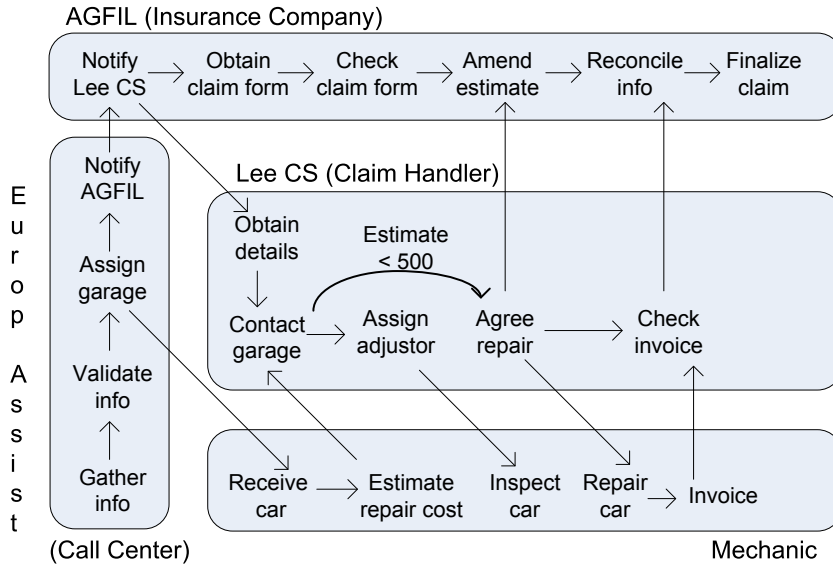 AGFIL (Insurance Company)
Notify
Lee CS
Obtain
claim form
Check
claim form
Amend
estimate
Reconcile
info
Finalize
claim
Europ Assist
Notify
AGFIL
Assign
garage
Validate
info
Gather
info
(Call Center)
Lee CS (Claim Handler)
Obtain
details
Estimate
< 500
Contact
garage
Assign
adjustor
Agree
repair
Check
invoice
Receive
car
Estimate
repair cost
Inspect
car
Repair
car
Invoice
Mechanic